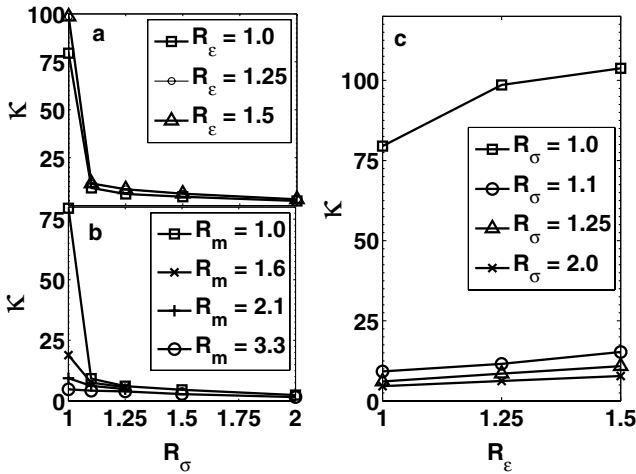 a
κ
100
75
50
25
R_ε = 1.0
R_ε = 1.25
R_ε = 1.5
b
κ
75
50
25
0
R_m = 1.0
R_m = 1.6
R_m = 2.1
R_m = 3.3
1 1.25 1.5 1.75 2
R_σ
c
κ
100
75
50
25
0
R_σ = 1.0
R_σ = 1.1
R_σ = 1.25
R_σ = 2.0
1 1.25 1.5
R_ε